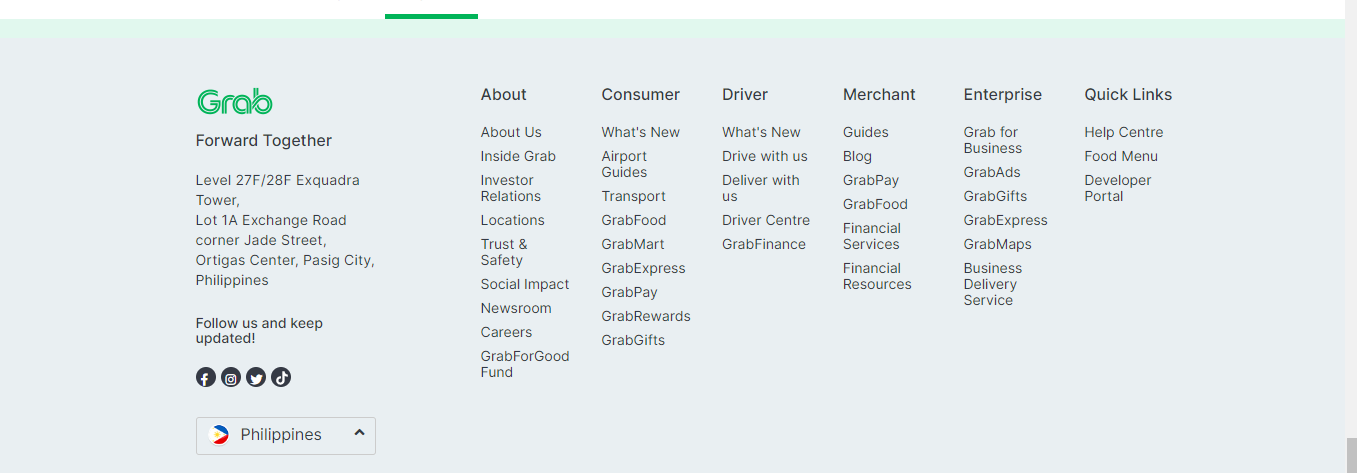 Grab
Forward Together
Level 27F/28F Exquadra
Tower,
Lot 1A Exchange Road
corner Jade Street,
Ortigas Center, Pasig City,
Philippines
Follow us and keep
updated!
Philippines
About
About Us
Inside Grab
Investor
Relations
Locations
Trust &
Safety
Social Impact
Newsroom
Careers
GrabForGood
Fund
Consumer
What's New
Airport
Guides
Transport
GrabFood
GrabMart
GrabExpress
GrabPay
GrabRewards
GrabGifts
Driver
What's New
Drive with us
Deliver with
us
Driver Centre
GrabFinance
Merchant
Guides
Blog
GrabPay
GrabFood
Financial
Services
Financial
Resources
Enterprise
Grab for
Business
GrabAds
GrabGifts
GrabExpress
GrabMaps
Business
Delivery
Service
Quick Links
Help Centre
Food Menu
Developer
Portal